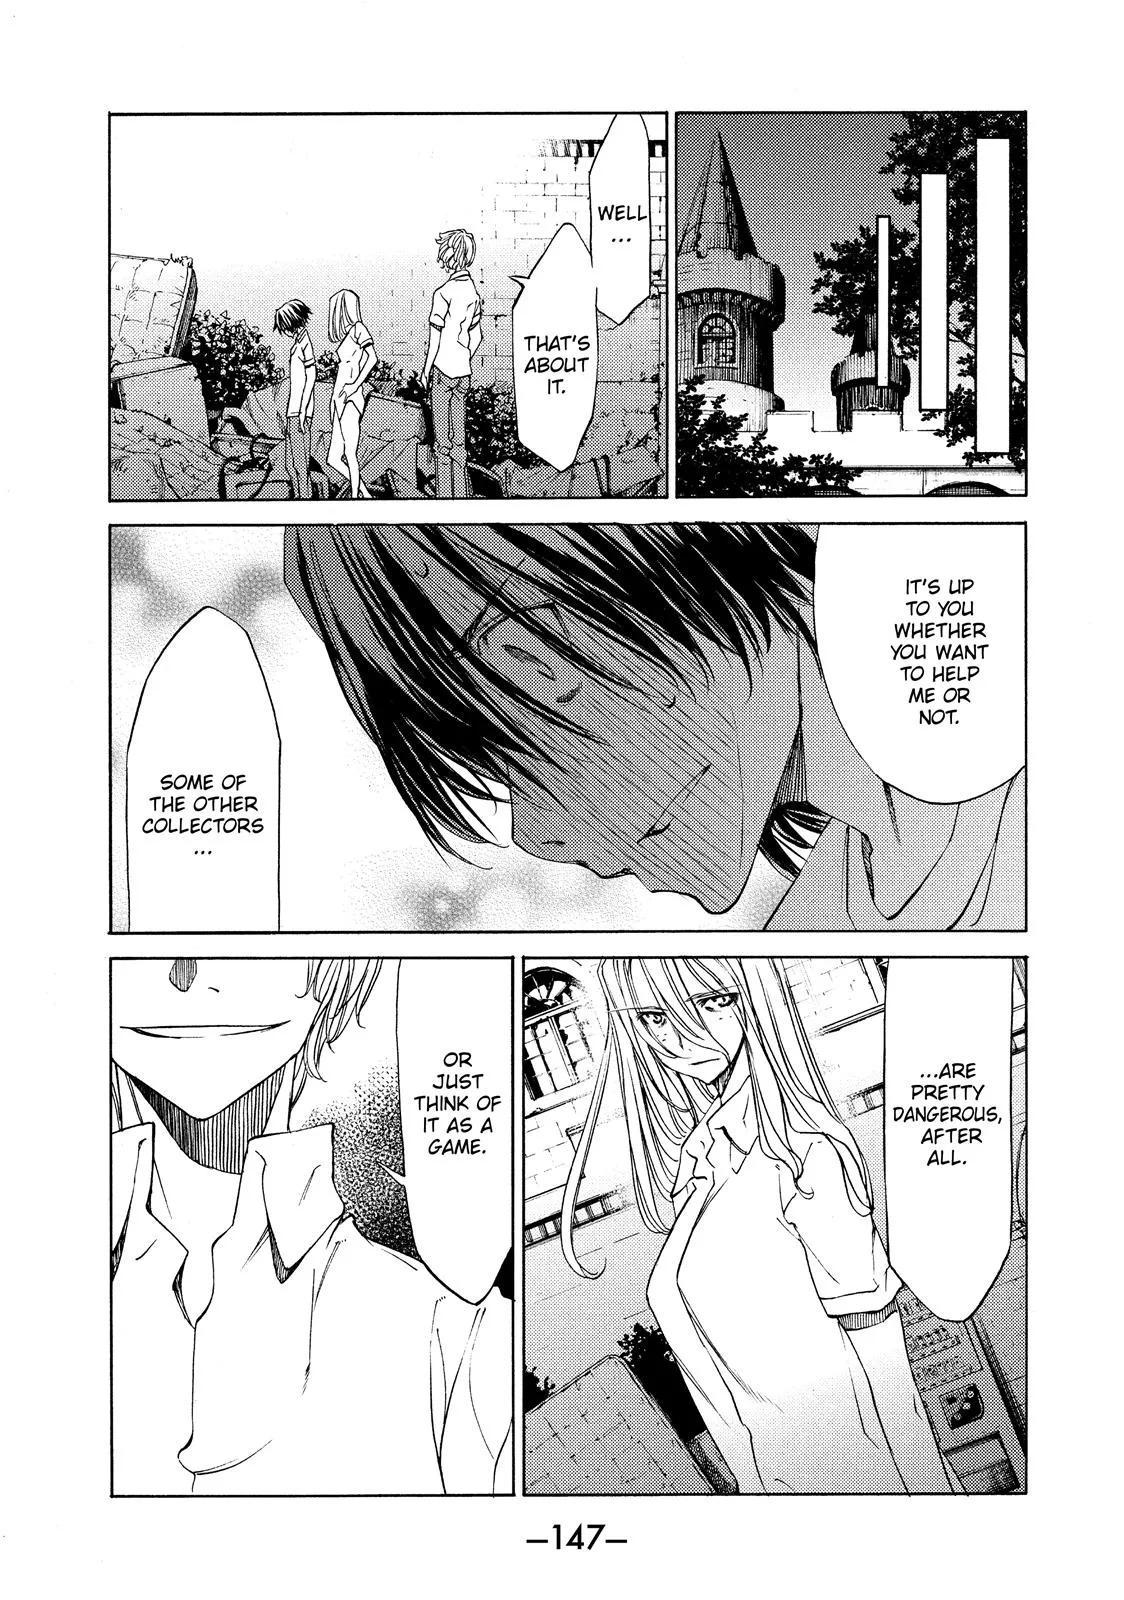 WELL
...
THAT'S
ABOUT
IT.
IT'S UP
TO YOU
WHETHER
YOU WANT
TO HELP
ME OR
NOT.
SOME OF
THE OTHER
COLLECTORS
...
...ARE
PRETTY
DANGEROUS,
AFTER
ALL.
OR
JUST
THINK OF
IT AS A
GAME.
–147–